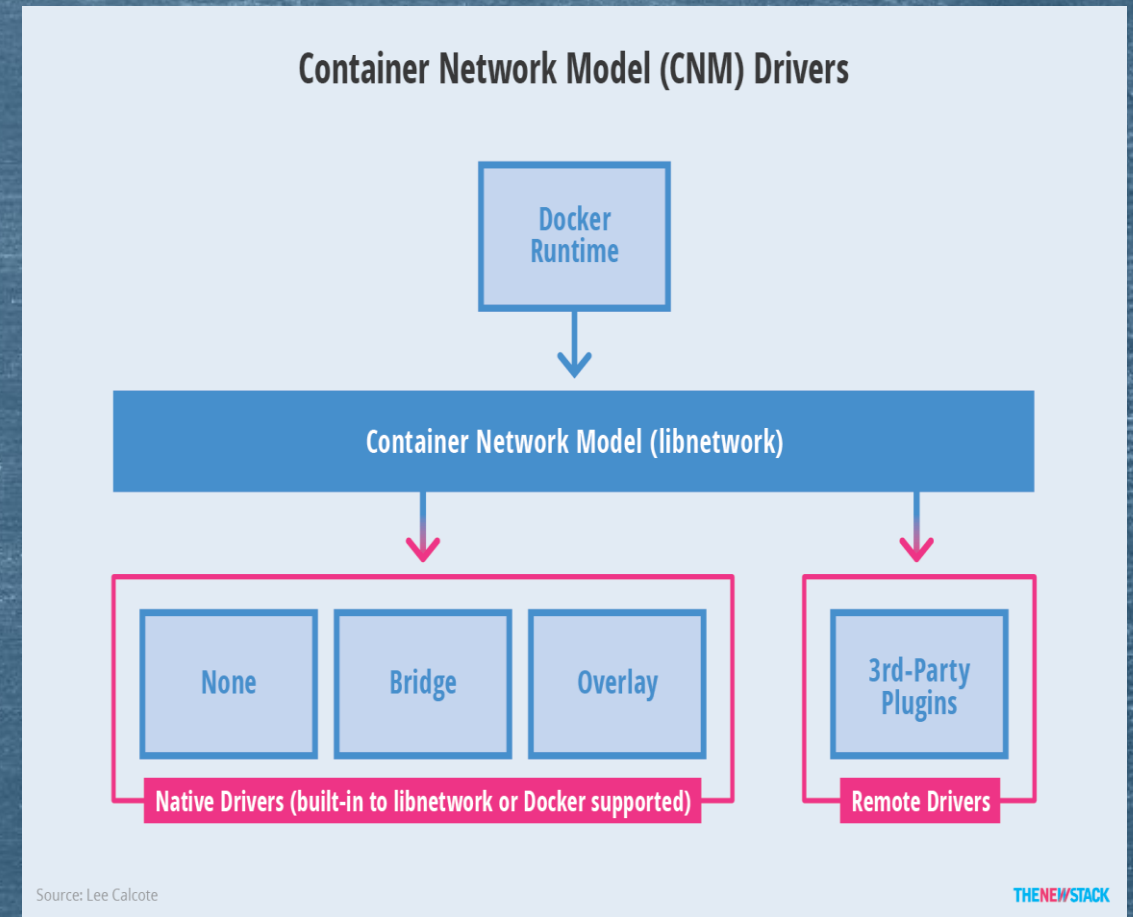 Container Network Model (CNM) Drivers
Docker
Runtime
Container Network Model (libnetwork)
None
Bridge
Overlay
3rd-Party
Plugins
Native Drivers (built-in to libnetwork or Docker supported)
Remote Drivers
Source: Lee Calcote
THENEWSTACK